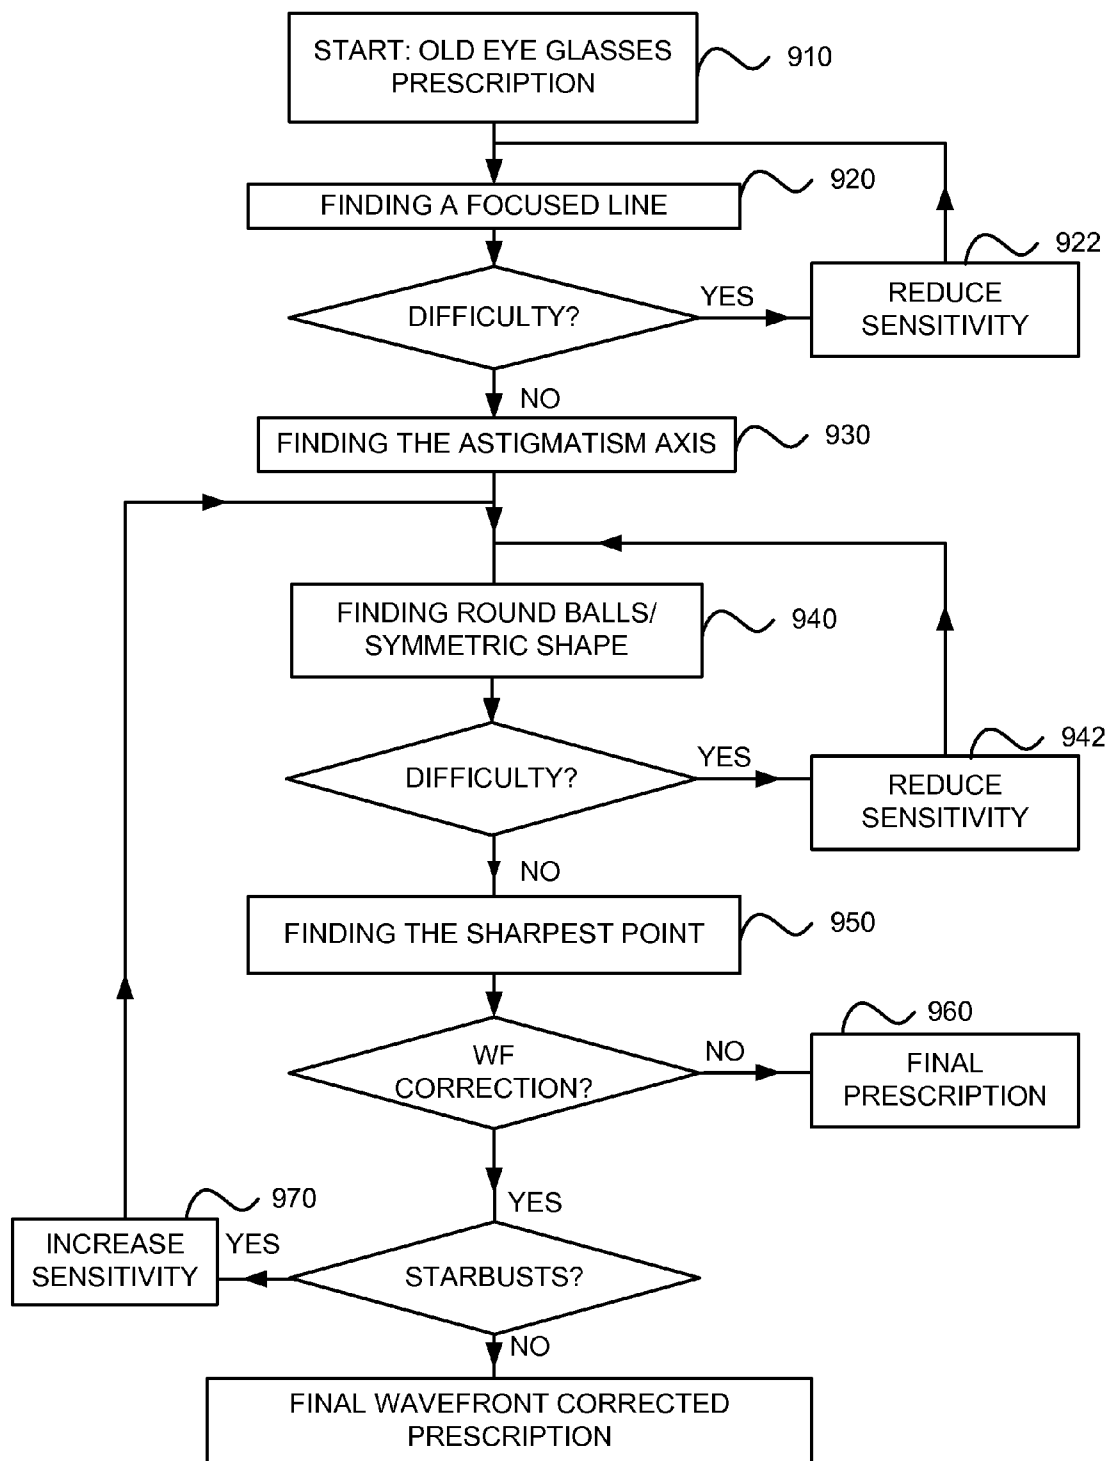 START: OLD EYE GLASSES
PRESCRIPTION
910
FINDING A FOCUSED LINE
920
DIFFICULTY?
YES
REDUCE
SENSITIVITY
922
NO
FINDING THE ASTIGMATISM AXIS
930
FINDING ROUND BALLS/
SYMMETRIC SHAPE
940
DIFFICULTY?
YES
REDUCE
SENSITIVITY
942
NO
FINDING THE SHARPEST POINT
950
WF
CORRECTION?
NO
FINAL
PRESCRIPTION
960
YES
STARBUSTS?
YES
INCREASE
SENSITIVITY
970
NO
FINAL WAVEFRONT CORRECTED
PRESCRIPTION